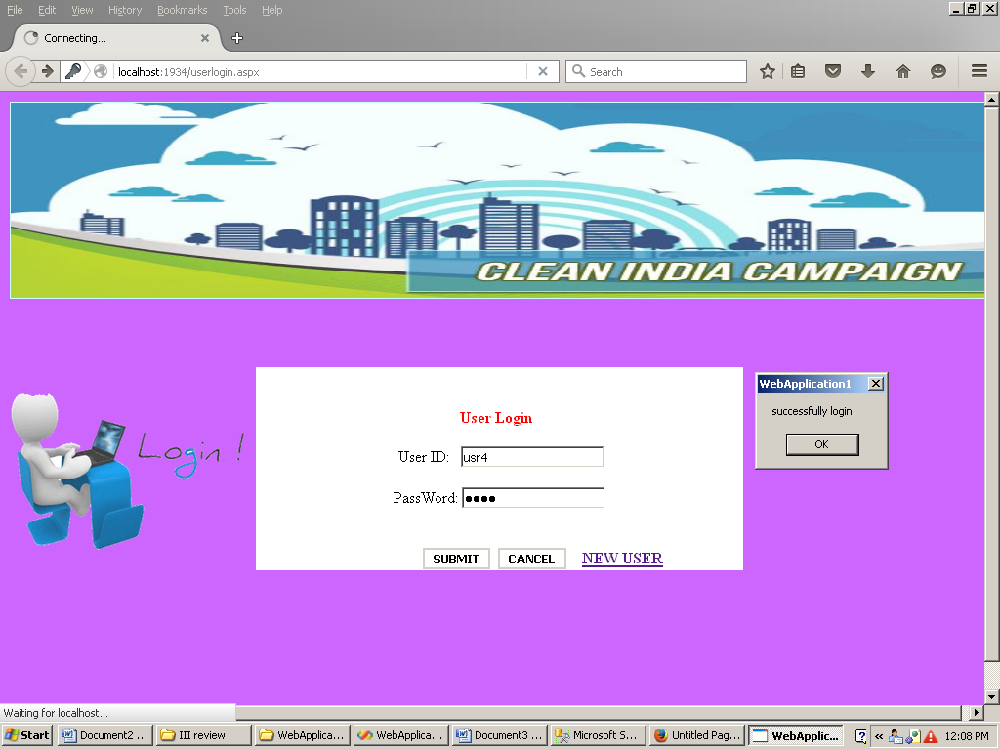 File Edit View History Bookmarks Tools Help
Connecting...
localhost:1934/userlogin.aspx
Search
CLEAN INDIA CAMPAIGN
Login !
User Login
User ID: usr4
PassWord: ●●●●
SUBMIT CANCEL NEW USER
WebApplication1
successfully login
OK
Waiting for localhost...
Start Document2 ... III review WebApplica... WebApplica... Document3 ... Microsoft S... Untitled Pag... WebApplic... 12:08 PM